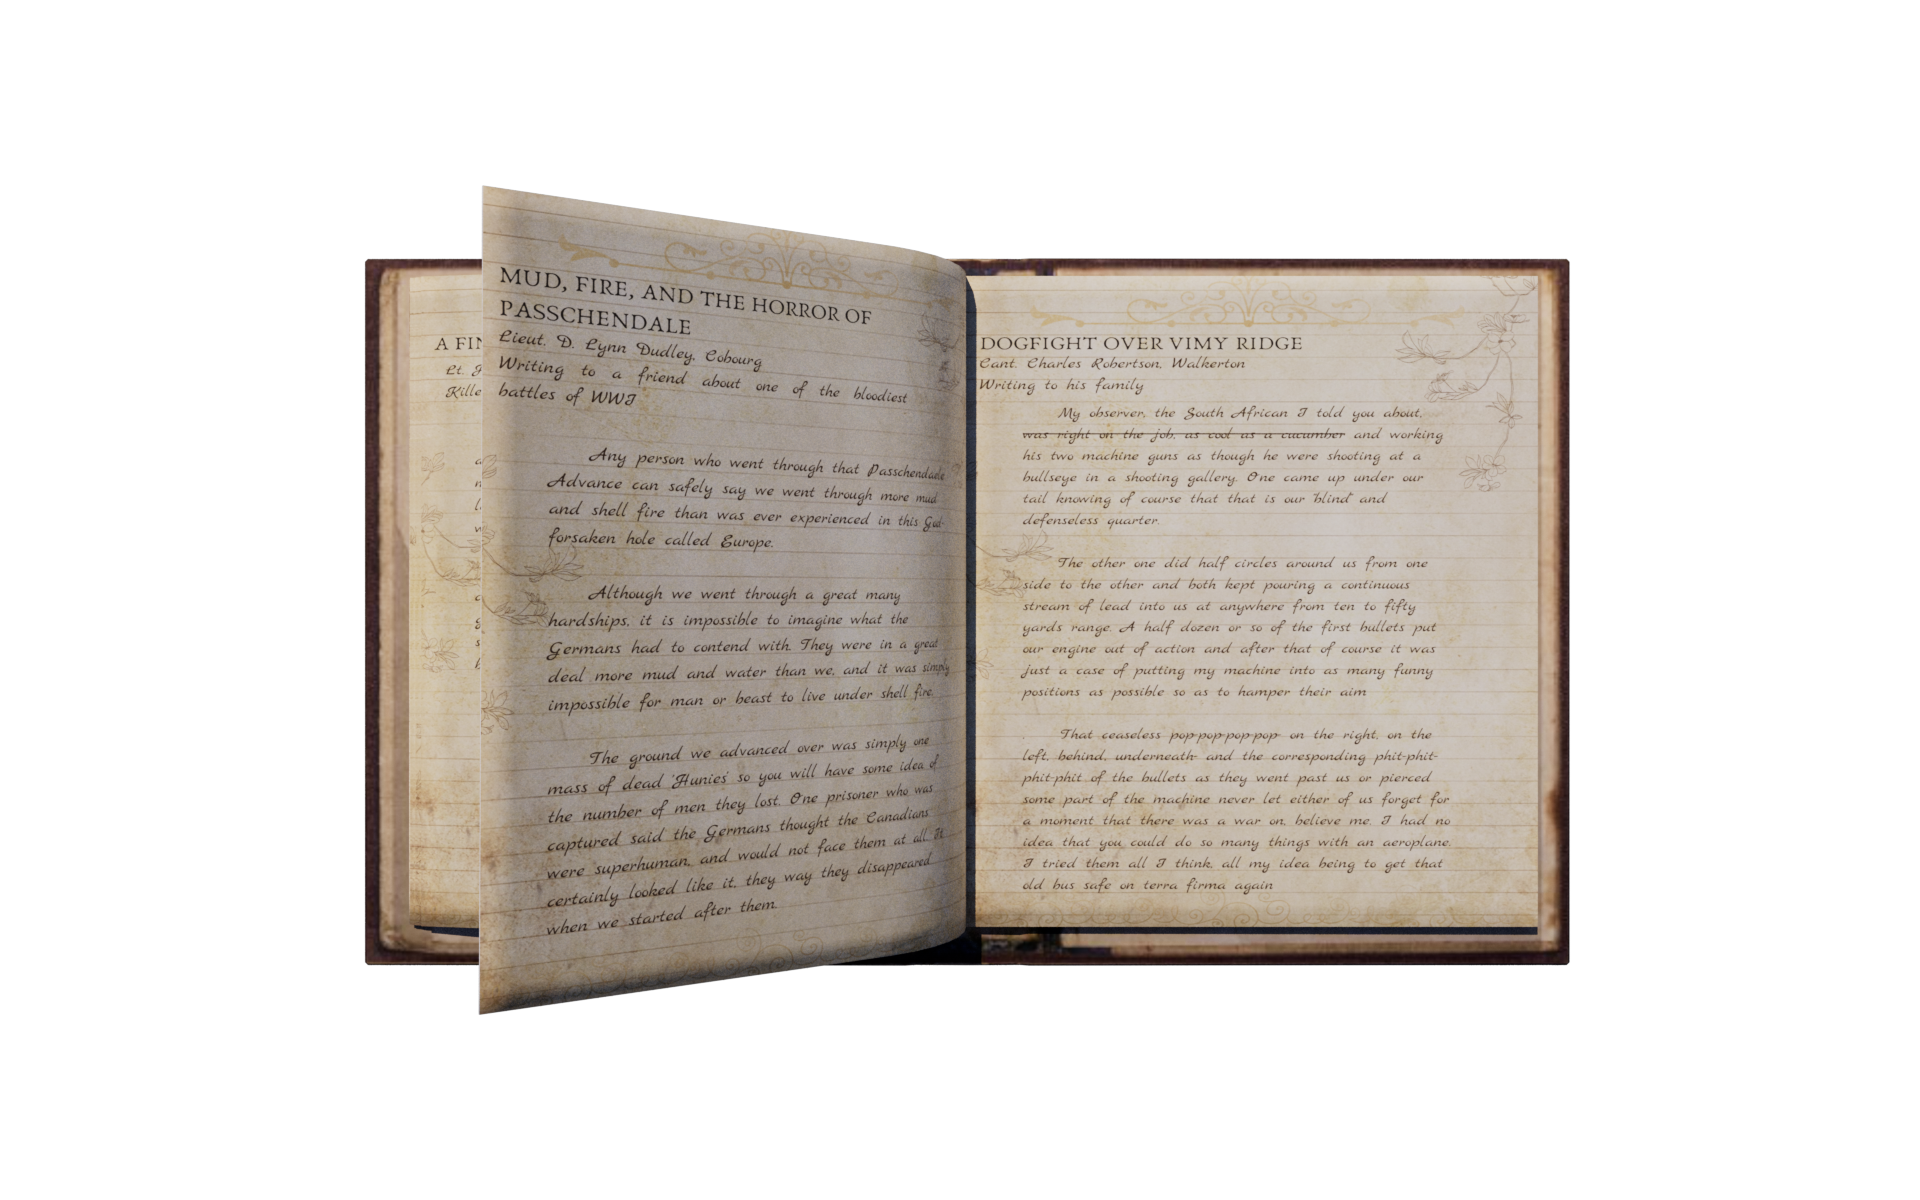 A FIN
Lt.
Kille
MUD, FIRE, AND THE HORROR OF
PASSCHENDALE
Lieut. D. Lynn Dudley, Cobourg
Writing to a friend about one of the bloodiest
battles of WWI
Any person who went through that Passchendaele
Advance can safely say we went through more mud
and shell fire than was ever experienced in this God-
forsaken hole called Europe.
Although we went through a great many
hardships, it is impossible to imagine what the
Germans had to contend with. They were in a great
deal more mud and water than we, and it was simply
impossible for man or beast to live under shell fire.
The ground we advanced over was simply one
mass of dead 'Hunies' so you will have some idea of
the number of men they lost. One prisoner who was
captured said the Germans thought the Canadians
were superhuman, and would not face them at all. It
certainly looked like it, they way they disappeared
when we started after them.
DOGFIGHT OVER VIMY RIDGE
Cant. Charles Robertson, Walkerton
Writing to his family
My observer, the South African I told you about,
was right on the job, as cool as a cucumber and working
his two machine guns as though he were shooting at a
bullseye in a shooting gallery. One came up under our
tail knowing of course that that is our 'blind' and
defenseless quarter.
The other one did half circles around us from one
side to the other and both kept pouring a continuous
stream of lead into us at anywhere from ten to fifty
yards range. A half dozen or so of the first bullets put
our engine out of action and after that of course it was
just a case of putting my machine into as many funny
positions as possible so as to hamper their aim
That ceaseless pop-pop-pop-pop- on the right, on the
left, behind, underneath- and the corresponding phit-phit-
phit-phit of the bullets as they went past us or pierced
some part of the machine never let either of us forget for
a moment that there was a war on, believe me. I had no
idea that you could do so many things with an aeroplane.
I tried them all I think, all my idea being to get that
old bus safe on terra firma again